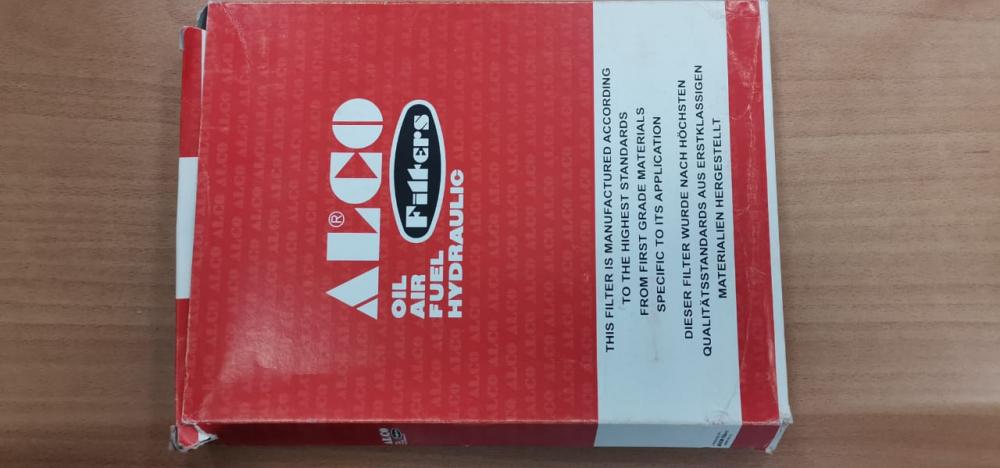 ALCO®
Filters
OIL
AIR
FUEL
HYDRAULIC
THIS FILTER IS MANUFACTURED ACCORDING
TO THE HIGHEST STANDARDS
FROM FIRST GRADE MATERIALS
SPECIFIC TO ITS APPLICATION
DIESER FILTER WURDE NACH HÖCHSTEN
QUALITÄTSSTANDARDS AUS ERSTKLASSIGEN
MATERIALIEN HERGESTELLT
ALCO